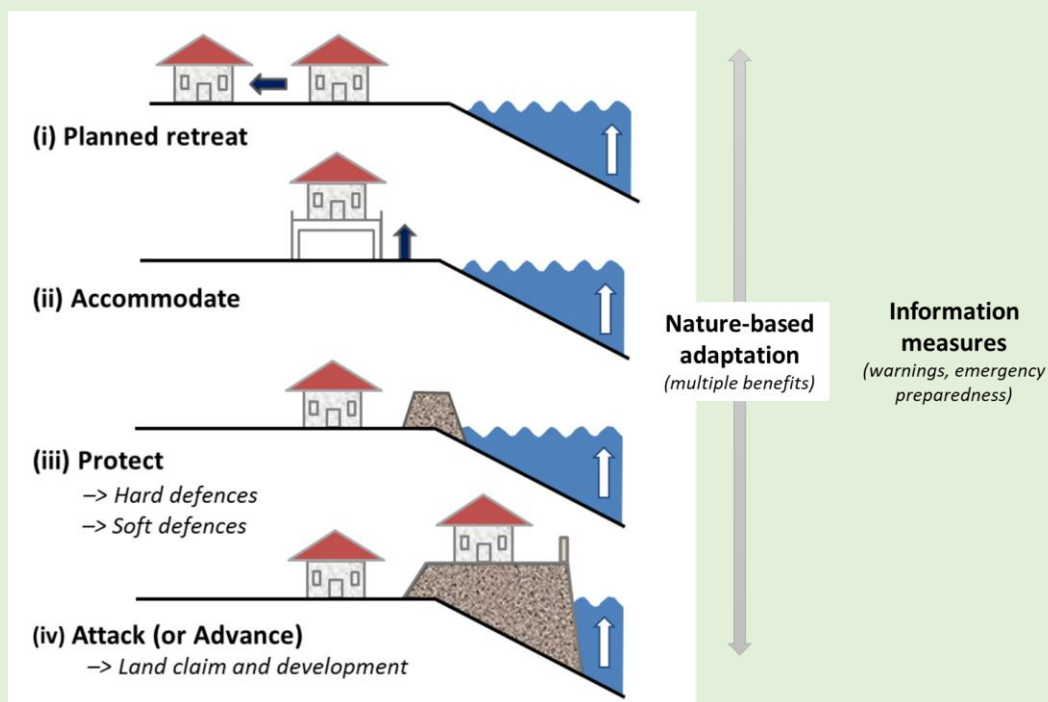 (i) Planned retreat
(ii) Accommodate
(iii) Protect
–> Hard defences
–> Soft defences
(iv) Attack (or Advance)
–> Land claim and development
Nature-based
adaptation
(multiple benefits)
Information
measures
(warnings, emergency
preparedness)